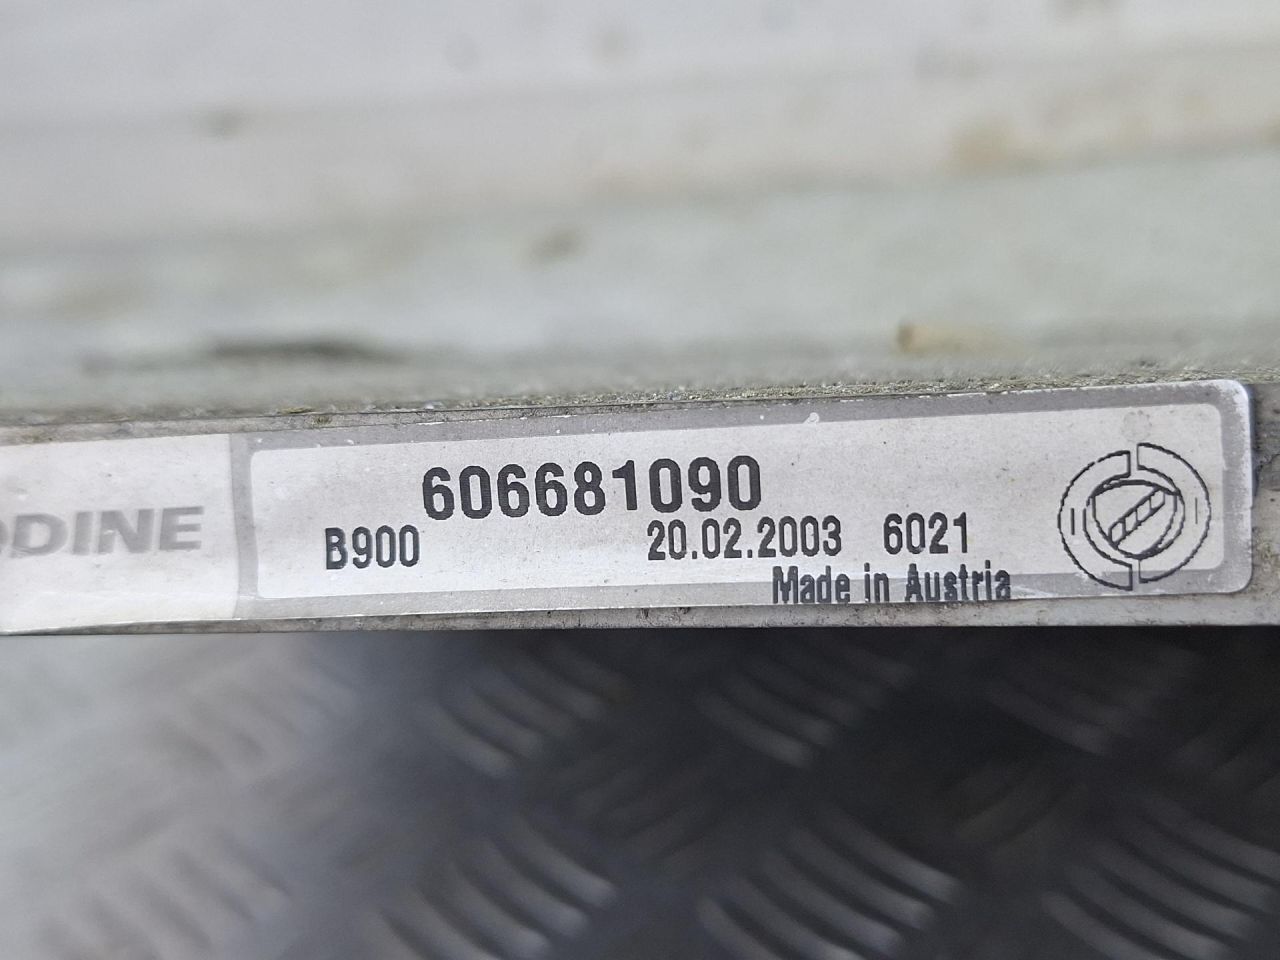 ODINE
606681090
B900 20.02.2003 6021
Made in Austria